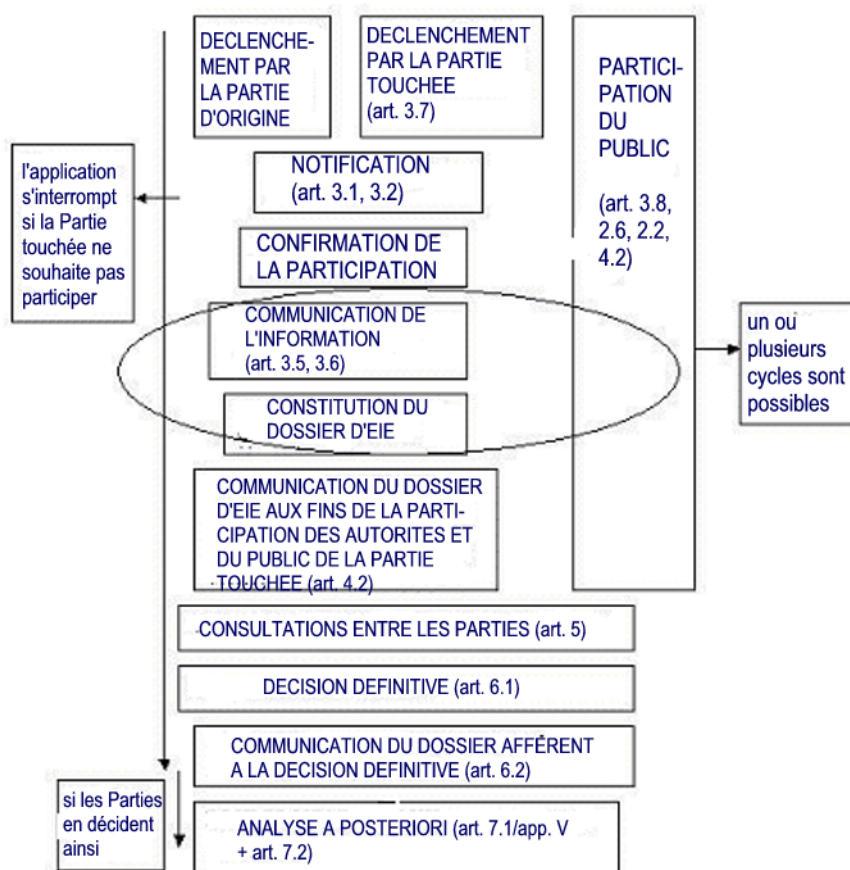 DECLENCHE-
MENT PAR
LA PARTIE
D'ORIGINE
DECLENCHEMENT
PAR LA PARTIE
TOUCHEE
(art. 3.7)
PARTICI-
PATION
DU
PUBLIC
(art. 3.8,
2.6, 2.2,
4.2)
l'application
s'interrompt
si la Partie
touchée ne
souhaite pas
participer
NOTIFICATION
(art. 3.1, 3.2)
CONFIRMATION DE
LA PARTICIPATION
COMMUNICATION DE
L'INFORMATION
(art. 3.5, 3.6)
un ou
plusieurs
cycles sont
possibles
CONSTITUTION DU
DOSSIER D'EIE
COMMUNICATION DU DOSSIER
D'EIE AUX FINS DE LA PARTI-
CIPATION DES AUTORITES ET
DU PUBLIC DE LA PARTIE
TOUCHEE (art. 4.2)
CONSULTATIONS ENTRE LES PARTIES (art. 5)
DECISION DEFINITIVE (art. 6.1)
COMMUNICATION DU DOSSIER AFFÉRENT
A LA DECISION DEFINITIVE (art. 6.2)
si les Parties
en décident
ainsi
ANALYSE A POSTERIORI (art. 7.1/app. V
+ art. 7.2)